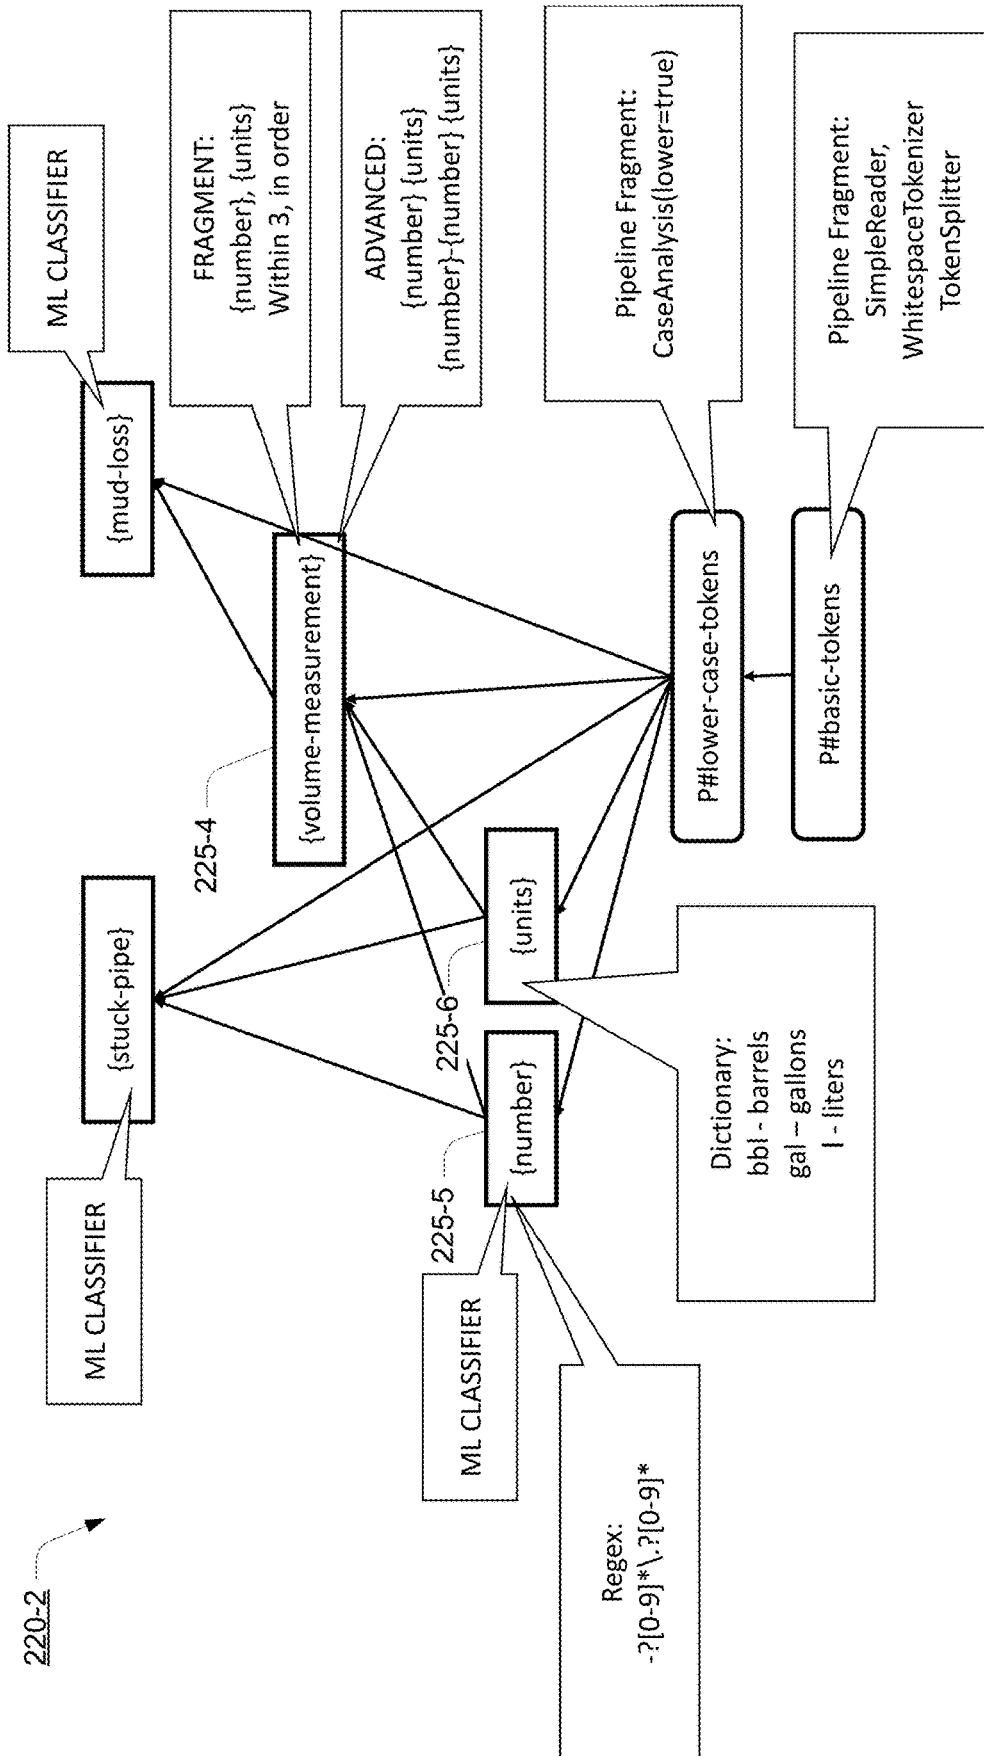 220-2
ML CLASSIFIER
{stuck-pipe}
{mud-loss}
ML CLASSIFIER
225-4
{volume-measurement}
FRAGMENT:
{number}, {units}
Within 3, in order
ADVANCED:
{number} {units}
{number}-{number} {units}
225-5
225-6
ML CLASSIFIER
{number}
{units}
Regex:
-?[0-9]*\.?[0-9]*
Dictionary:
bbl - barrels
gal – gallons
l - liters
P#lower-case-tokens
Pipeline Fragment:
CaseAnalysis(lower=true)
P#basic-tokens
Pipeline Fragment:
SimpleReader,
WhitespaceTokenizer
TokenSplitter